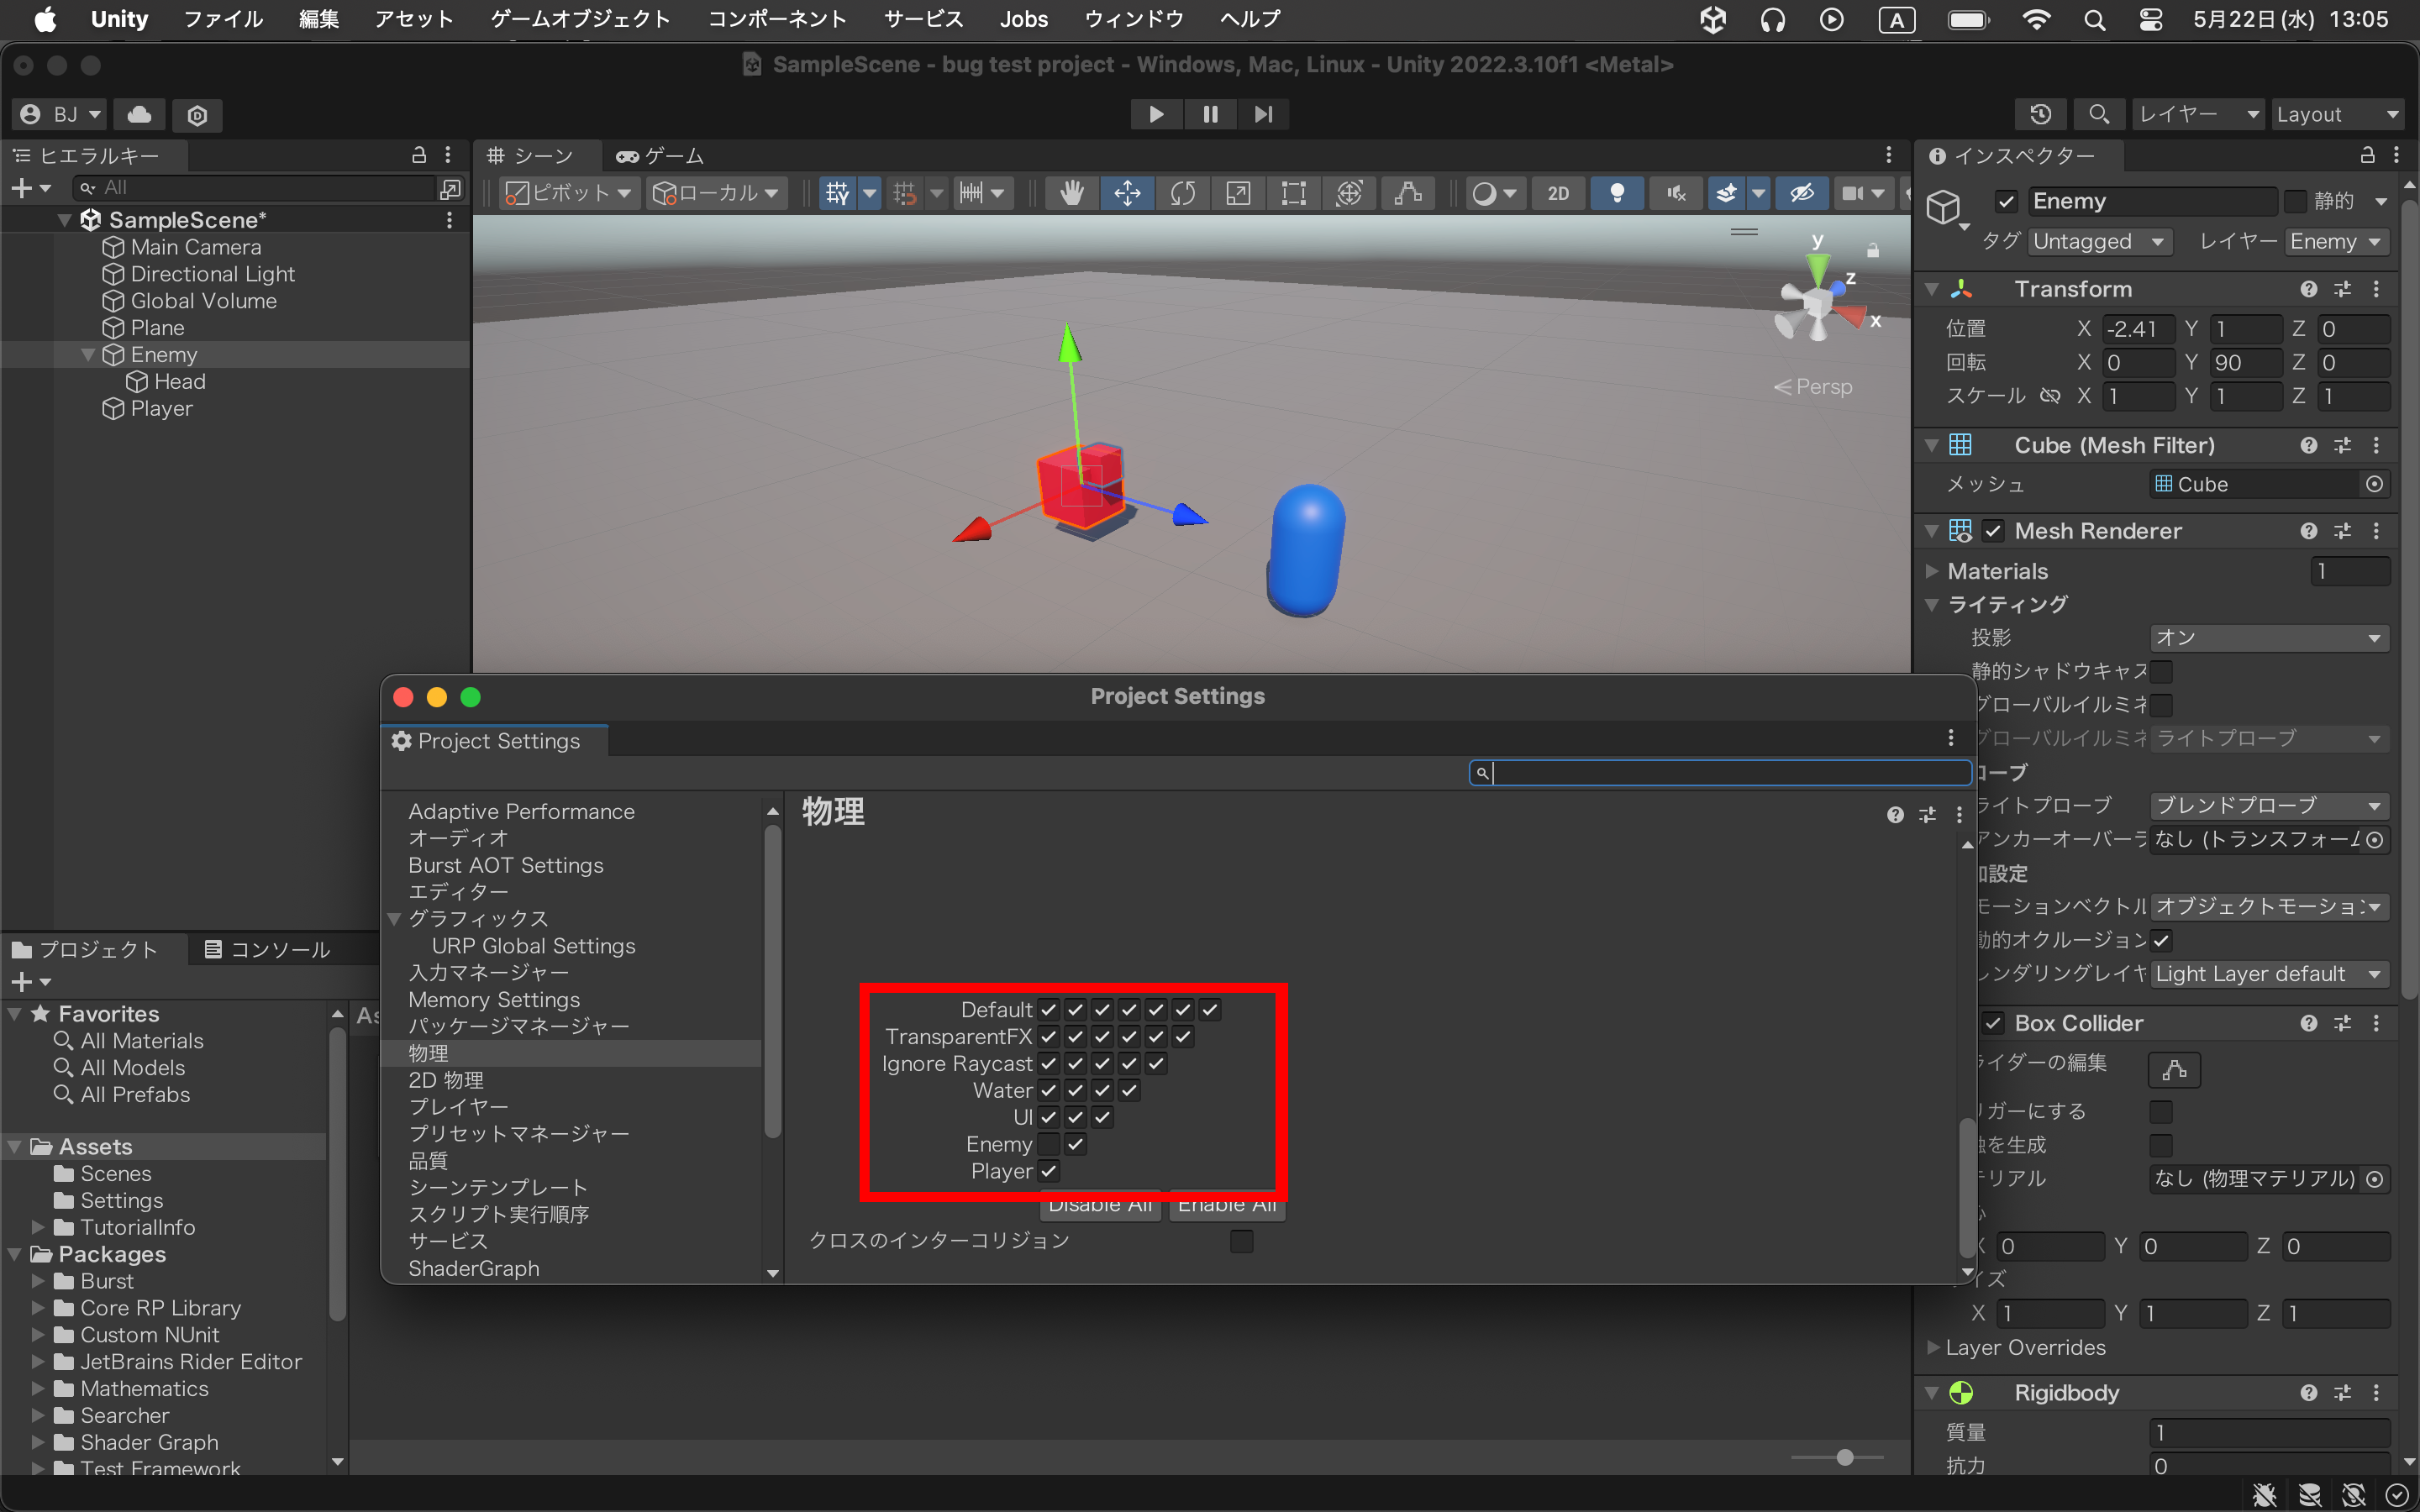 Unity ファイル 編集 アセット ゲームオブジェクト コンポーネント サービス Jobs ウィンドウ ヘルプ A 5月22日(水) 13:05
SampleScene - bug test project - Windows, Mac, Linux - Unity 2022.3.10f1 <Metal>
BJ レイヤー Layout
ヒエラルキー
All
SampleScene*
Main Camera
Directional Light
Global Volume
Plane
Enemy
Head
Player
シーン ゲーム
ピボット ローカル 2D
y
z
x
Persp
インスペクター
Enemy 静的
タグ Untagged レイヤー Enemy
Transform
位置 X -2.41 Y 1 Z 0
回転 X 0 Y 90 Z 0
スケール X 1 Y 1 Z 1
Cube (Mesh Filter)
メッシュ Cube
Mesh Renderer
Materials 1
ライティング
投影 オン
静的シャドウキャス
グローバルイルミネ
グローバルイルミネ ライトプローブ
ローブ
ライトプローブ ブレンドプローブ
アンカーオーバーラ なし (トランスフォーム
加設定
モーションベクトル オブジェクトモーション
動的オクルージョン
レンダリングレイヤ Light Layer default
Box Collider
ライダーの編集
リガーにする
触を生成
テリアル なし (物理マテリアル)
心
X 0 Y 0 Z 0
イズ
X 1 Y 1 Z 1
Layer Overrides
Rigidbody
質量 1
抗力 0
Project Settings
Project Settings
Adaptive Performance
オーディオ
Burst AOT Settings
エディター
グラフィックス
URP Global Settings
入力マネージャー
Memory Settings
パッケージマネージャー
物理
2D 物理
プレイヤー
プリセットマネージャー
品質
シーンテンプレート
スクリプト実行順序
サービス
ShaderGraph
物理
Default
TransparentFX
Ignore Raycast
Water
UI
Enemy
Player
Disable All Enable All
クロスのインターコリジョン
プロジェクト コンソール
Favorites
All Materials
All Models
All Prefabs
Assets
Scenes
Settings
TutorialInfo
Packages
Burst
Core RP Library
Custom NUnit
JetBrains Rider Editor
Mathematics
Searcher
Shader Graph
Test Framework
As